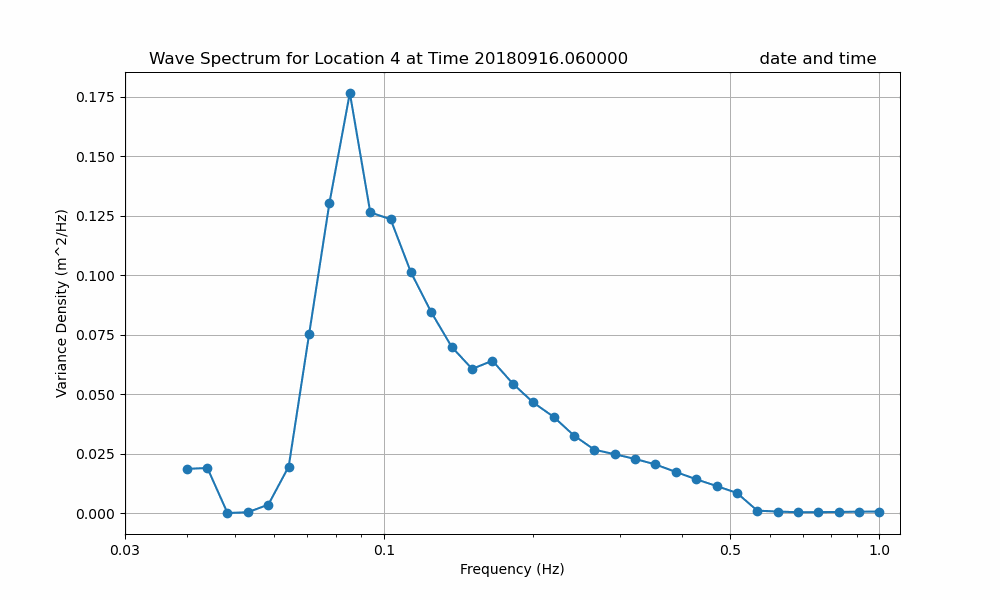 Wave Spectrum for Location 4 at Time 20180916.060000 date and time
0.175
0.150
0.125
0.100
0.075
0.050
0.025
0.000
Variance Density (m^2/Hz)
0.03 0.1 0.5 1.0
Frequency (Hz)